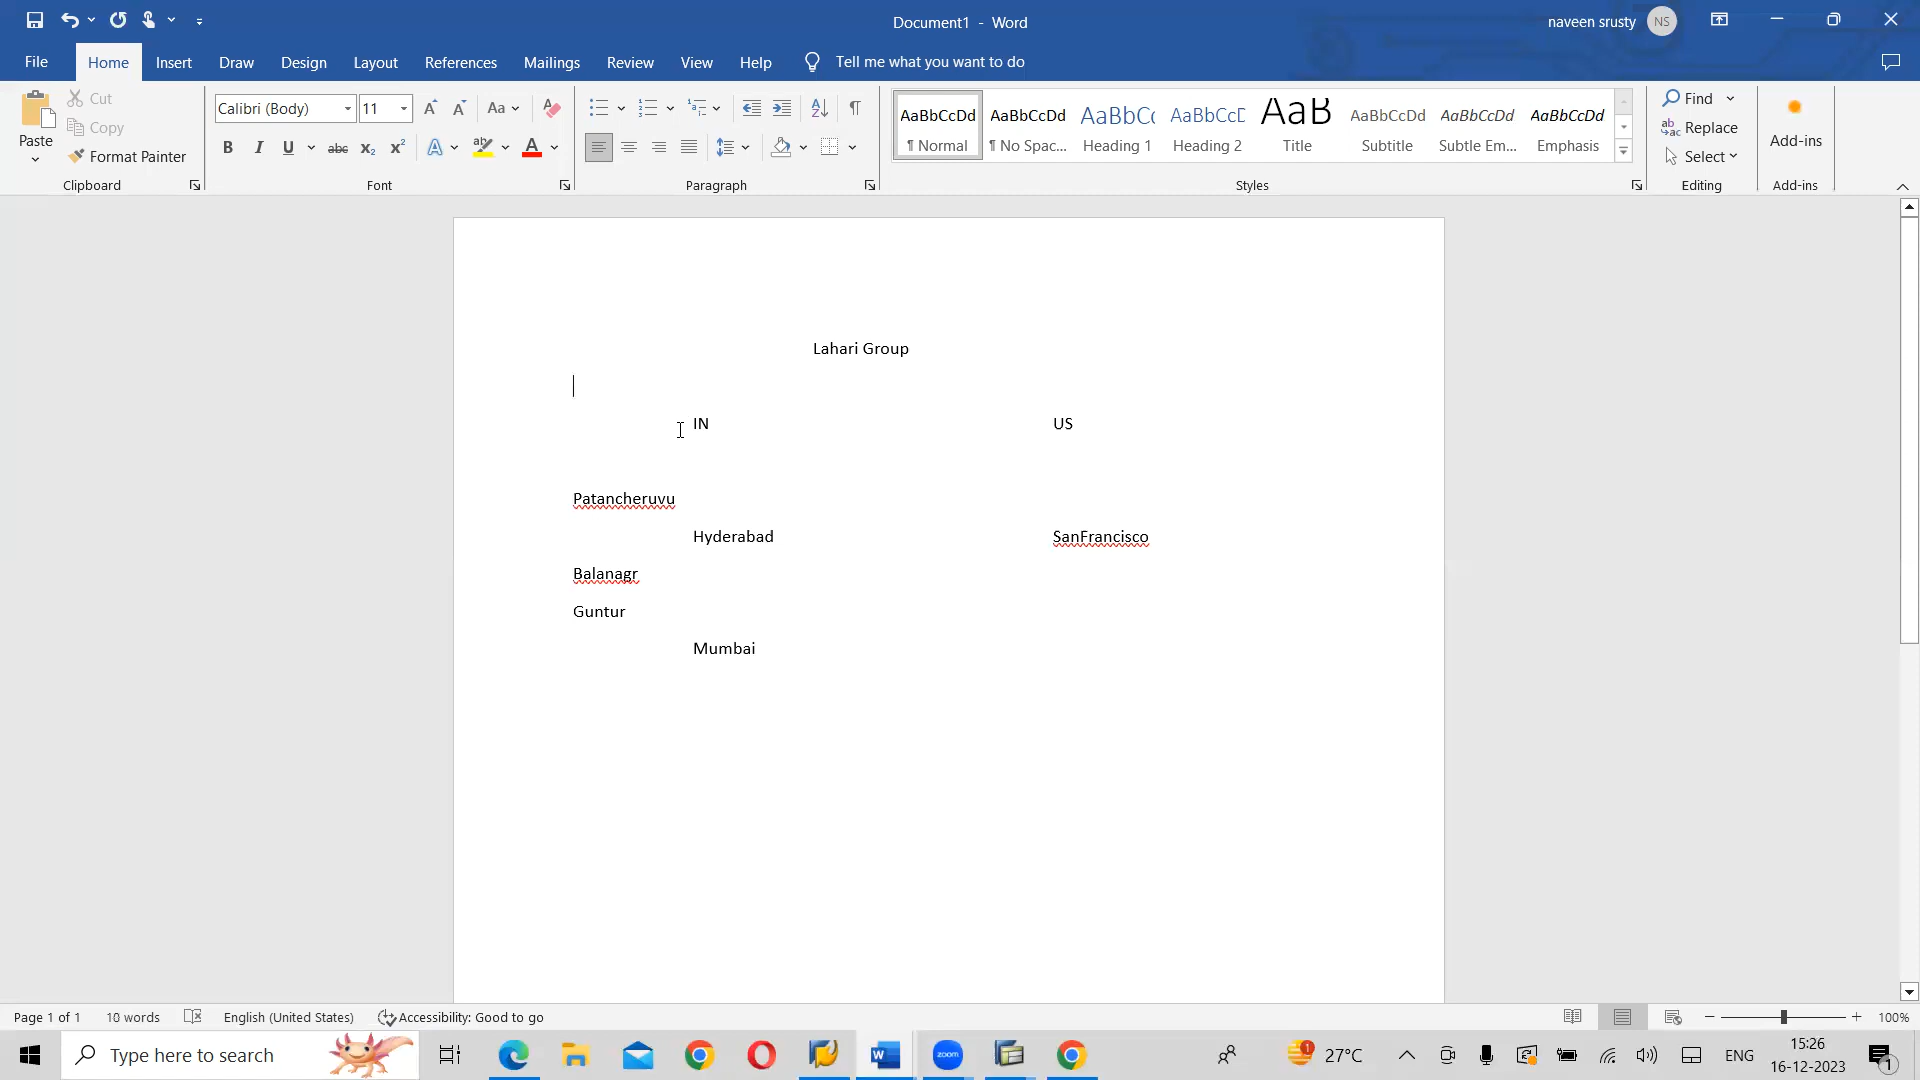 Document1 - Word
naveen srusty NS
File Home Insert Draw Design Layout References Mailings Review View Help Tell me what you want to do
Paste
Cut
Copy
Format Painter
Clipboard
Calibri (Body) 11
Font
Paragraph
AaBbCcDd ¶ Normal
AaBbCcDd ¶ No Spac...
AaBbC Heading 1
AaBbCcC Heading 2
AaB Title
AaBbCcDd Subtitle
AaBbCcDd Subtle Em...
AaBbCcDd Emphasis
Styles
Find
Replace
Select
Editing
Add-ins
Add-ins
Lahari Group
IN US
Patancheruvu
Hyderabad SanFrancisco
Balanagr
Guntur
Mumbai
Page 1 of 1 10 words English (United States) Accessibility: Good to go 100%
Type here to search
zoom
1 27°C
ENG
15:26
16-12-2023
1